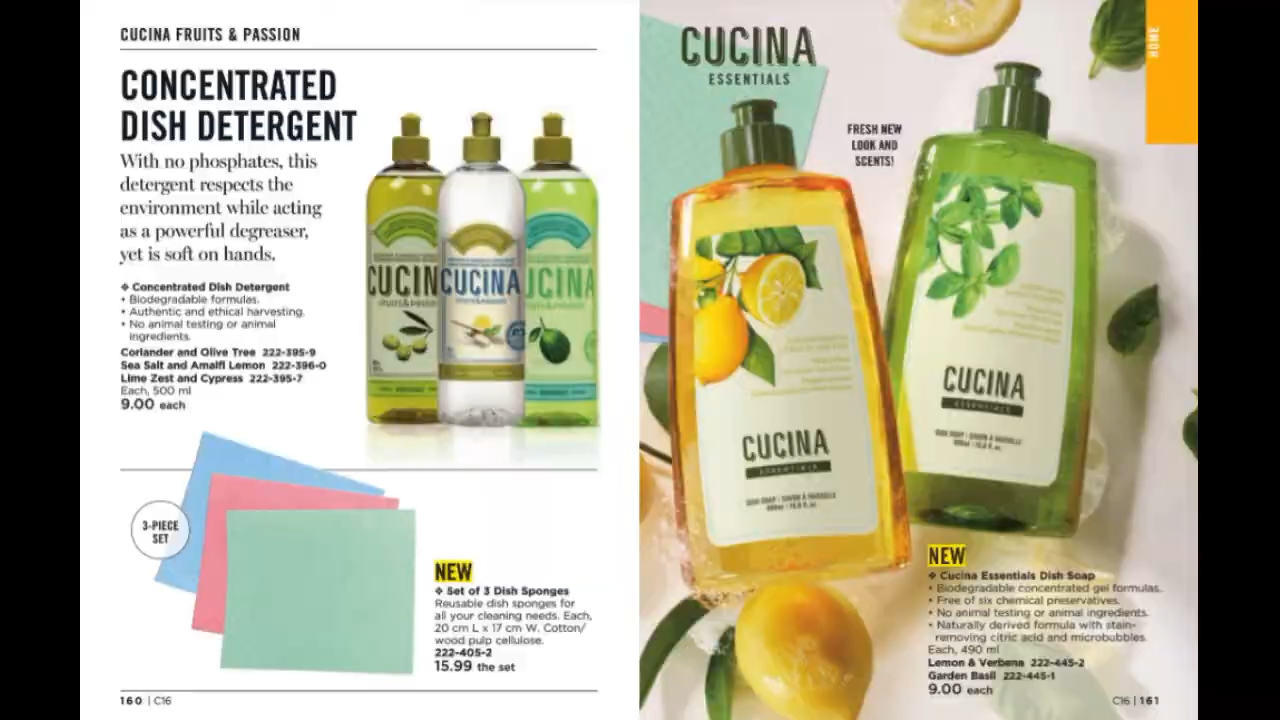 CUCINA FRUITS & PASSION
CONCENTRATED
DISH DETERGENT
With no phosphates, this
detergent respects the
environment while acting
as a powerful degreaser,
yet is soft on hands.
❖ Concentrated Dish Detergent
• Biodegradable formulas.
• Authentic and ethical harvesting.
• No animal testing or animal
ingredients.
Coriander and Olive Tree 222-395-9
Sea Salt and Amalfi Lemon 222-396-0
Lime Zest and Cypress 222-395-7
Each, 500 ml
9.00 each
CUCIN
CUCINA
UCINA
3-PIECE
SET
NEW
❖ Set of 3 Dish Sponges
Reusable dish sponges for
all your cleaning needs. Each,
20 cm L x 17 cm W. Cotton/
wood pulp cellulose.
222-405-2
15.99 the set
160 | C16
CUCINA
ESSENTIALS
HOME
FRESH NEW
LOOK AND
SCENTS!
CUCINA
ESSENTIALS
CUCINA
ESSENTIALS
NEW
❖ Cucina Essentials Dish Soap
• Biodegradable concentrated gel formulas.
• Free of six chemical preservatives.
• No animal testing or animal ingredients.
• Naturally derived formula with stain-
removing citric acid and microbubbles.
Each, 490 ml
Lemon & Verbena 222-445-2
Garden Basil 222-445-1
9.00 each
C16 | 161